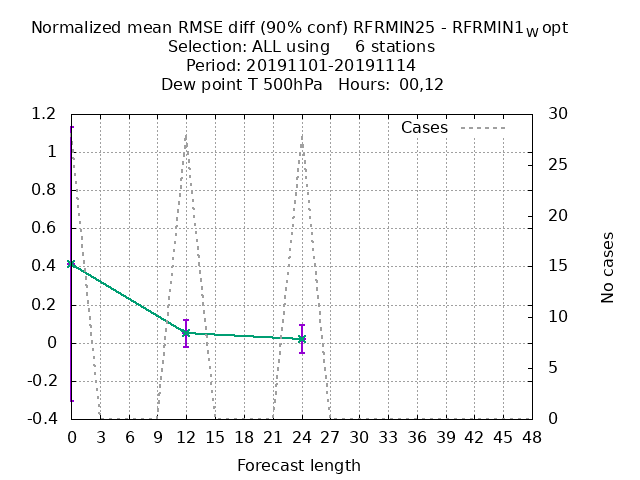 Normalized mean RMSE diff (90% conf) RFRMIN25 - RFRMIN1W opt
Selection: ALL using 6 stations
Period: 20191101-20191114
Dew point T 500hPa Hours: 00,12
Cases
1.2
1
0.8
0.6
0.4
0.2
0
-0.2
-0.4
30
25
20
15
10
5
0
No cases
0 3 6 9 12 15 18 21 24 27 30 33 36 39 42 45 48
Forecast length